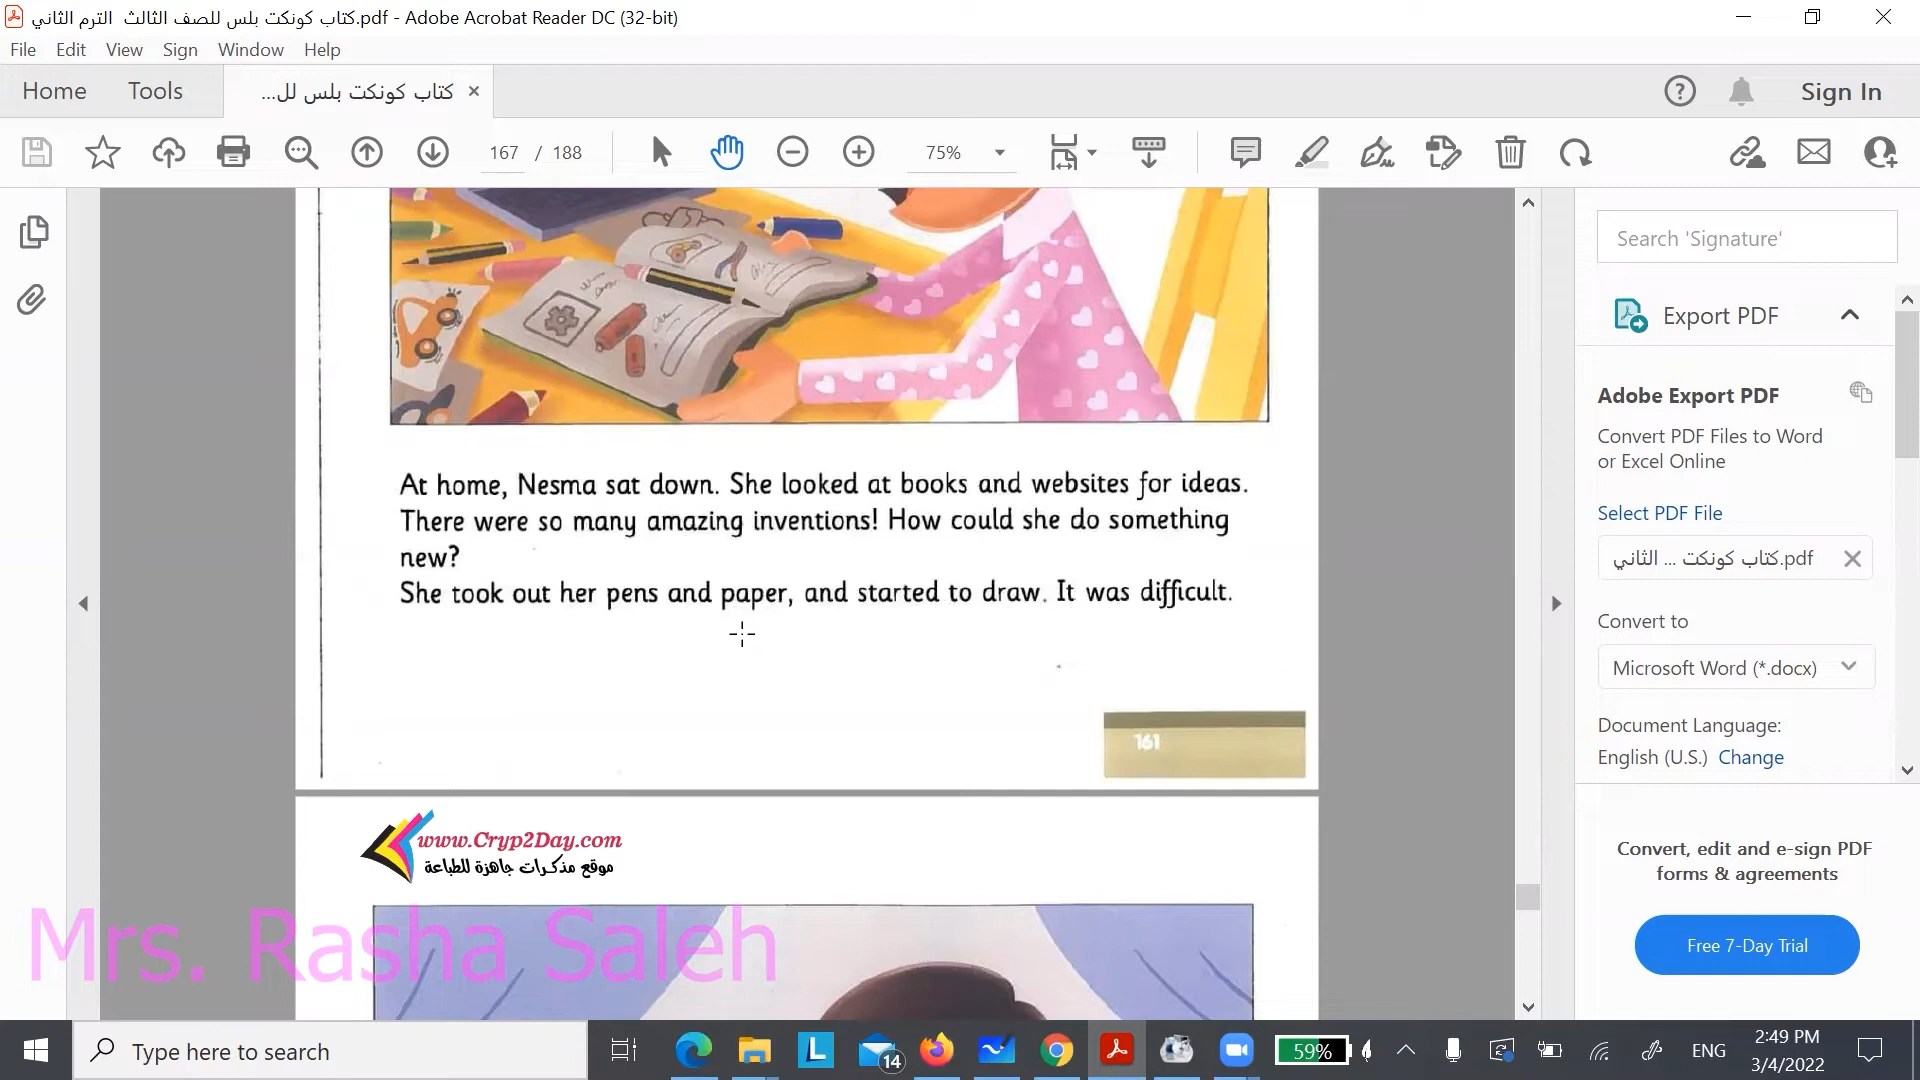 كتاب كونكت بلس للصف الثالث الترم الثاني.pdf - Adobe Acrobat Reader DC (32-bit)
File Edit View Sign Window Help
Home Tools كتاب كونكت بلس لل... × Sign In
167 / 188 75%
Search 'Signature'
Export PDF
Adobe Export PDF
Convert PDF Files to Word
or Excel Online
Select PDF File
كتاب كونكت ... الثاني.pdf
Convert to
Microsoft Word (*.docx)
Document Language:
English (U.S.) Change
Convert, edit and e-sign PDF
forms & agreements
Free 7-Day Trial
At home, Nesma sat down. She looked at books and websites for ideas.
There were so many amazing inventions! How could she do something
new?
She took out her pens and paper, and started to draw. It was difficult.
161
www.Cryp2Day.com
موقع مذكرات جاهزة للطباعة
Mrs. Rasha Saleh
Type here to search
14
59%
ENG
2:49 PM
3/4/2022